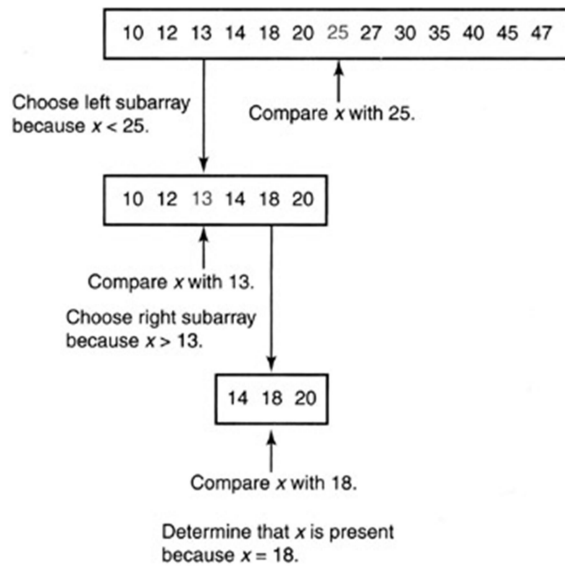 10 12 13 14 18 20 25 27 30 35 40 45 47
Choose left subarray
because x < 25.
Compare x with 25.
10 12 13 14 18 20
Compare x with 13.
Choose right subarray
because x > 13.
14 18 20
Compare x with 18.
Determine that x is present
because x = 18.